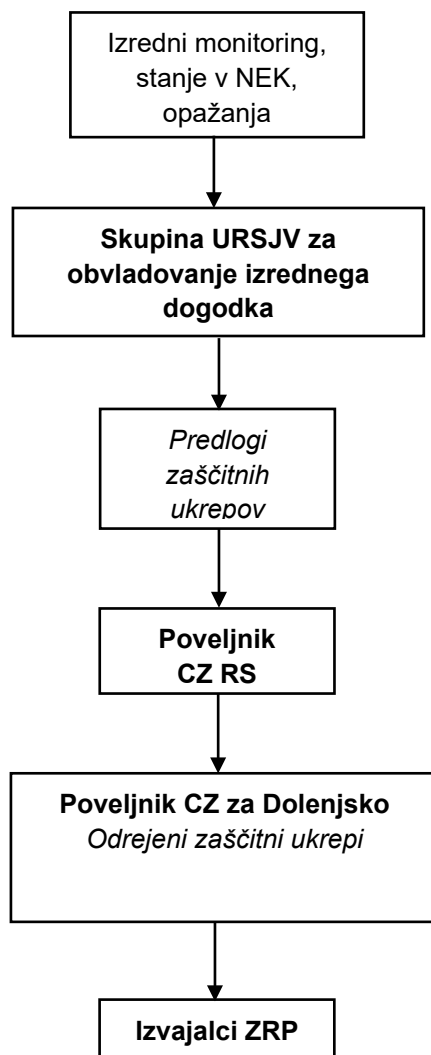 Izredni monitoring,
stanje v NEK,
opažanja
Skupina URSJV za
obvladovanje izrednega
dogodka
Predlogi
zaščitnih
ukrepov
Poveljnik
CZ RS
Poveljnik CZ za Dolenjsko
Odrejeni zaščitni ukrepi
Izvajalci ZRP